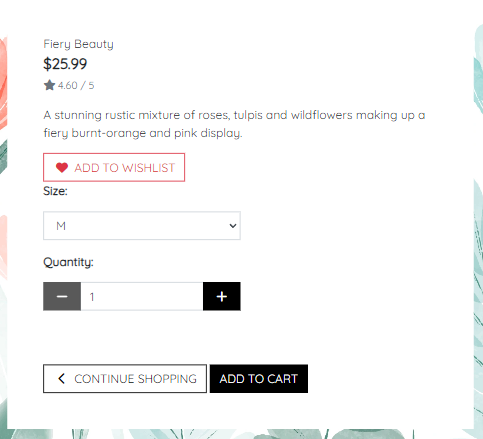 Fiery Beauty
$25.99
4.60 / 5
A stunning rustic mixture of roses, tulpis and wildflowers making up a
fiery burnt-orange and pink display.
ADD TO WISHLIST
Size:
M
Quantity:
1
CONTINUE SHOPPING ADD TO CART